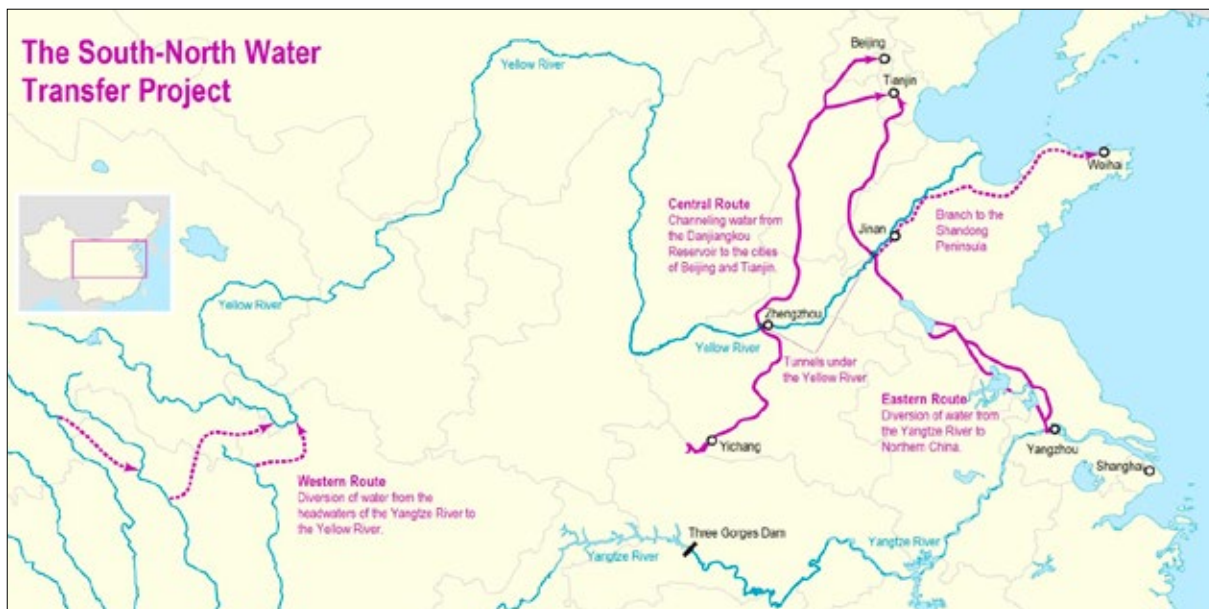 The South-North Water
Transfer Project
Yellow River
Beijing
Tianjin
Weihai
Central Route
Channeling water from
the Danjiangkou
Reservoir to the cities
of Beijing and Tianjin.
Jinan
Branch to the
Shandong
Peninsula
Yellow River
Zhengzhou
Yellow River
Tunnels under
the Yellow River
Eastern Route
Diversion of water from
the Yangtze River to
Northern China.
Yichang
Yangzhou
Shanghai
Western Route
Diversion of water from the
headwaters of the Yangtze River to
the Yellow River.
Three Gorges Dam
Yangtze River
Yangtze River